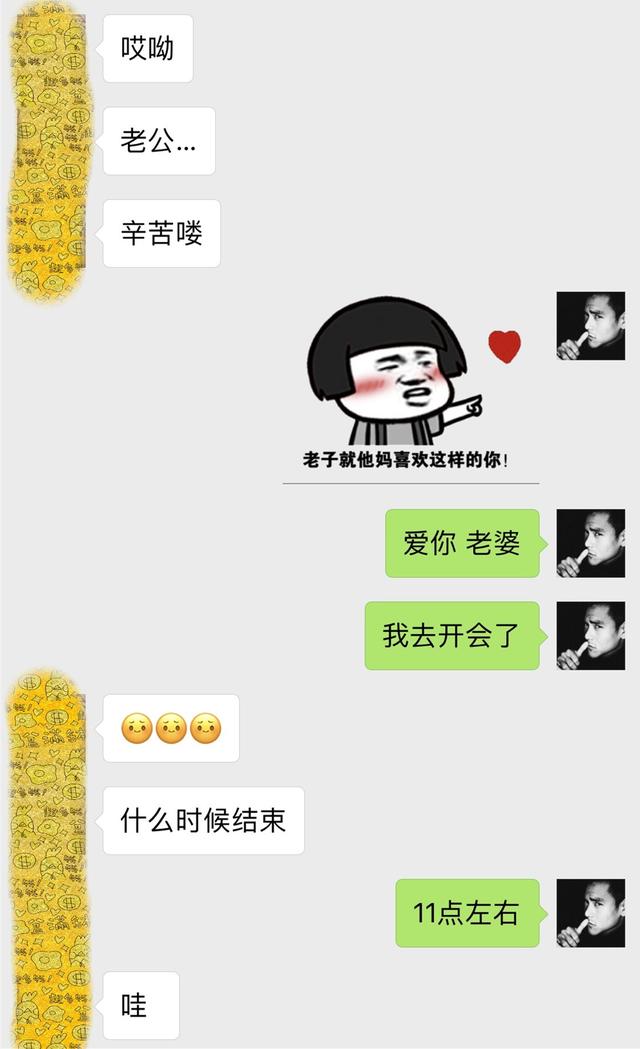 哎呦
老公...
辛苦喽
老子就他妈喜欢这样的你！
爱你 老婆
我去开会了
什么时候结束
11点左右
哇